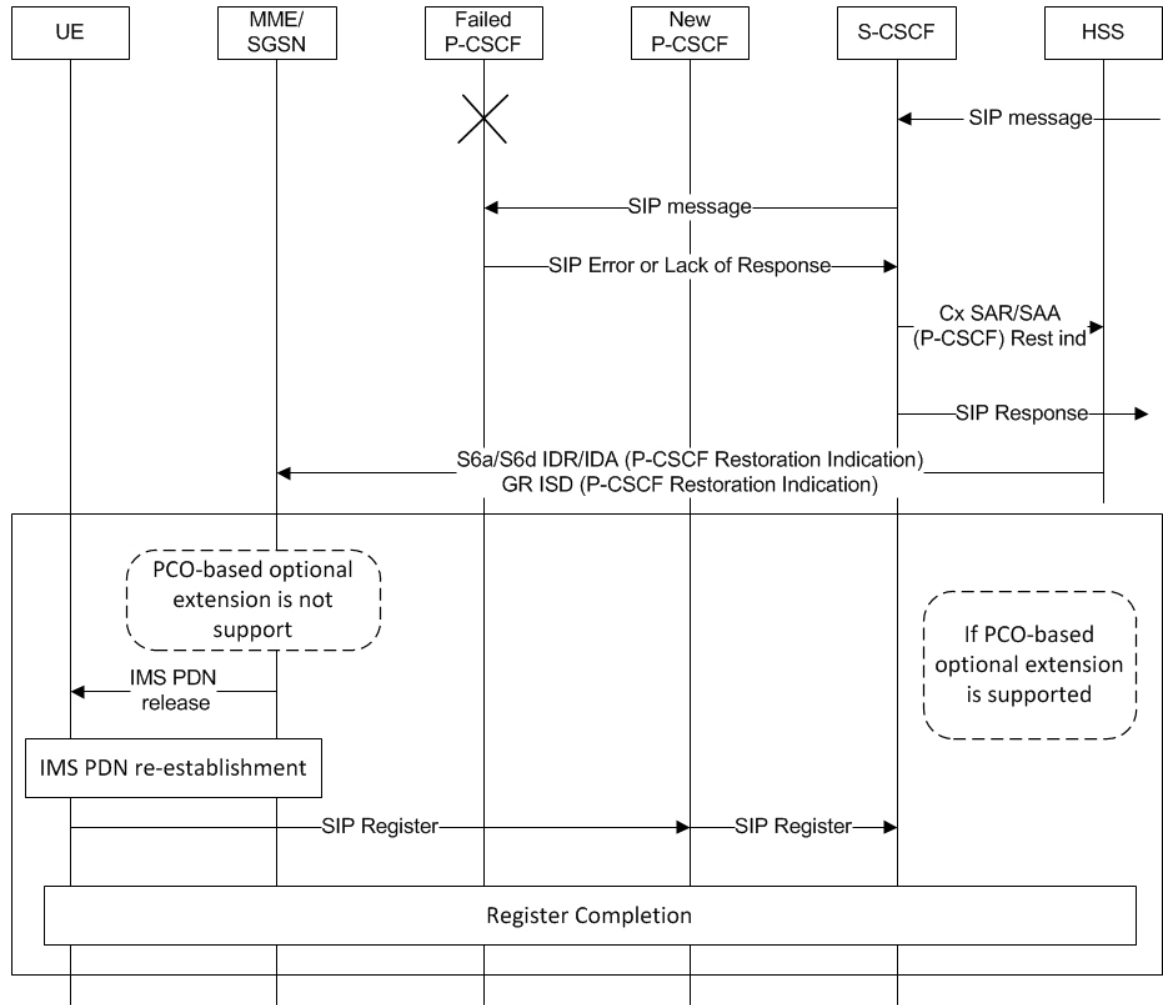 UE
MME/
SGSN
Failed
P-CSCF
New
P-CSCF
S-CSCF
HSS
SIP message
SIP message
SIP Error or Lack of Response
Cx SAR/SAA
(P-CSCF) Rest ind
SIP Response
S6a/S6d IDR/IDA (P-CSCF Restoration Indication)
GR ISD (P-CSCF Restoration Indication)
PCO-based optional
extension is not
support
If PCO-based
optional extension
is supported
IMS PDN
release
IMS PDN re-establishment
SIP Register
SIP Register
Register Completion